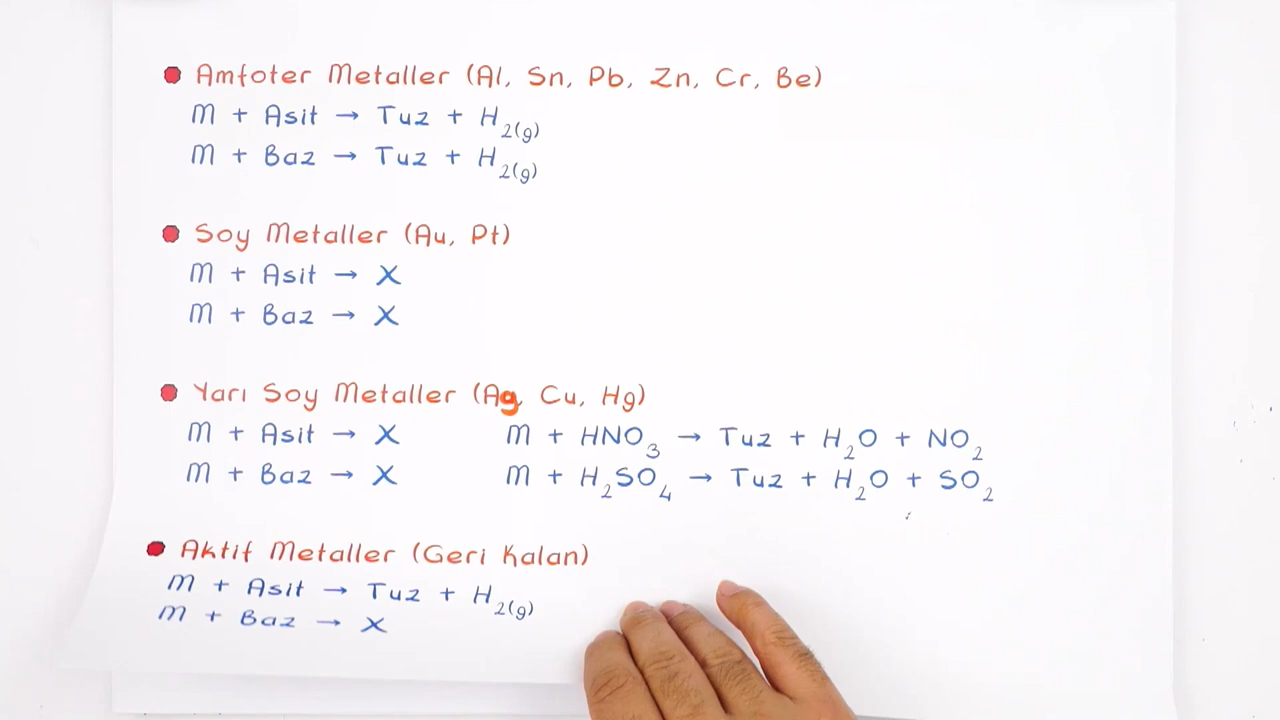 Amfoter Metaller (Al, Sn, Pb, Zn, Cr, Be)
M + Asit → Tuz + H₂(g)
M + Baz → Tuz + H₂(g)
Soy Metaller (Au, Pt)
M + Asit → X
M + Baz → X
Yarı Soy Metaller (Ag, Cu, Hg)
M + Asit → X
M + HNO₃ → Tuz + H₂O + NO₂
M + Baz → X
M + H₂SO₄ → Tuz + H₂O + SO₂
Aktif Metaller (Geri Kalan)
M + Asit → Tuz + H₂(g)
M + Baz → X